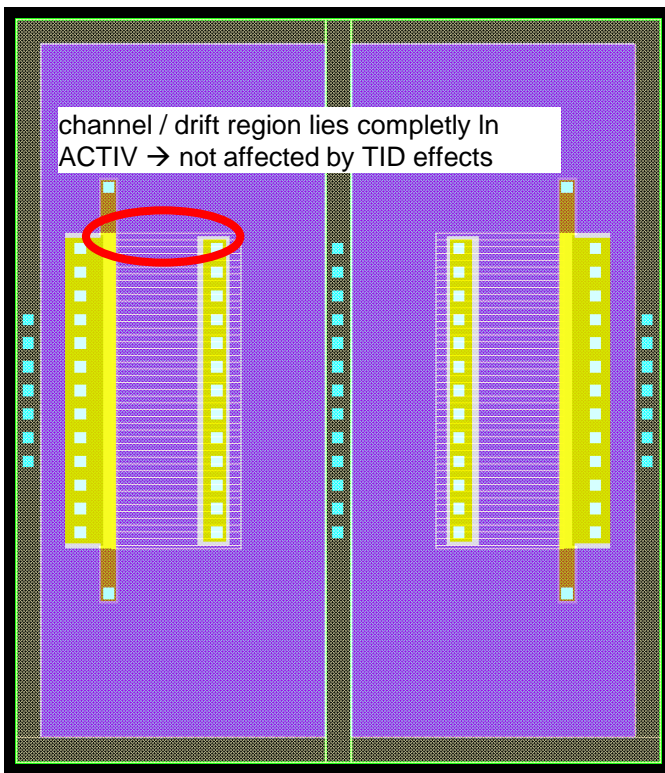 channel / drift region lies completly In
ACTIV → not affected by TID effects